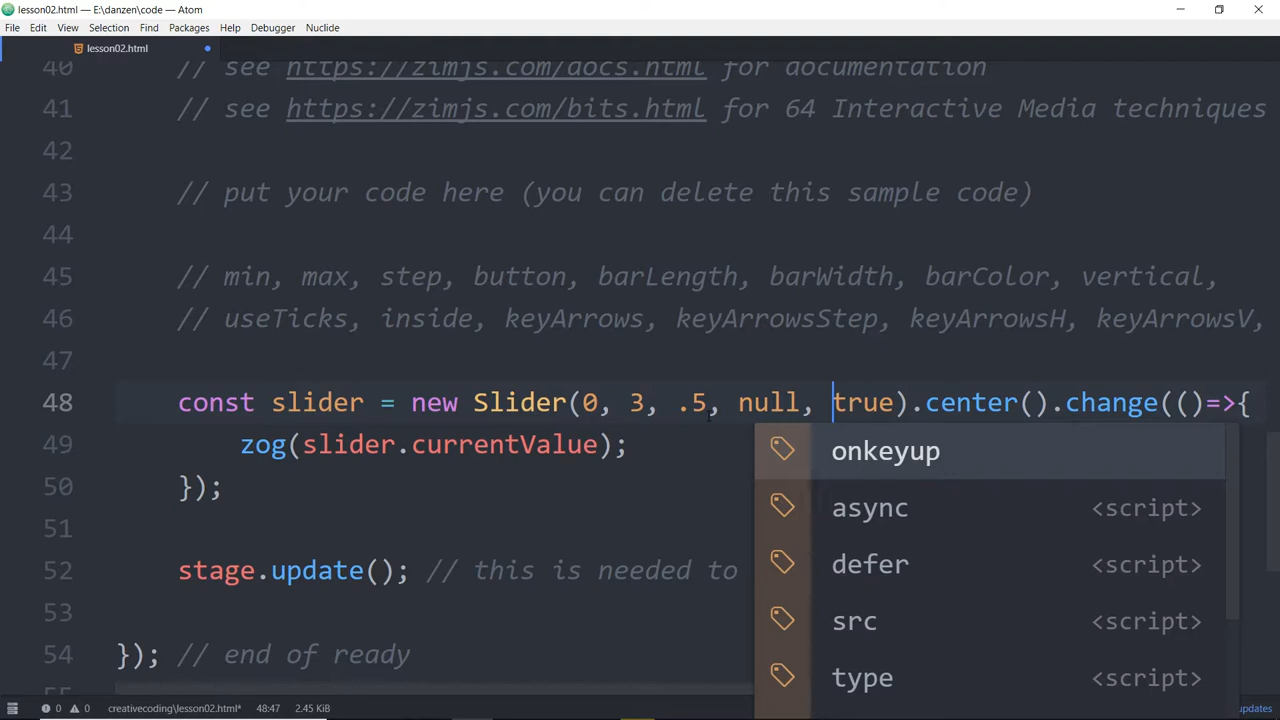 lesson02.html — E:\danzen\code — Atom
File Edit View Selection Find Packages Help Debugger Nuclide
lesson02.html
40 // see https://zimjs.com/docs.html for documentation
41 // see https://zimjs.com/bits.html for 64 Interactive Media techniques
42
43 // put your code here (you can delete this sample code)
44
45 // min, max, step, button, barLength, barWidth, barColor, vertical,
46 // useTicks, inside, keyArrows, keyArrowsStep, keyArrowsH, keyArrowsV,
47
48 const slider = new Slider(0, 3, .5, null, true).center().change(()=>{
49 zog(slider.currentValue);
onkeyup
50 });
async <script>
51
defer <script>
52 stage.update(); // this is needed to
src <script>
53
54 }); // end of ready
type <script>
55
0 0 creativecoding\lesson02.html* 48:47 2.45 KiB updates